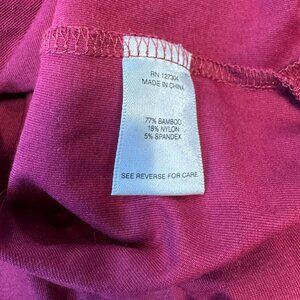 RN 127304
MADE IN CHINA
77% BAMBOO
18% NYLON
5% SPANDEX
SEE REVERSE FOR CARE